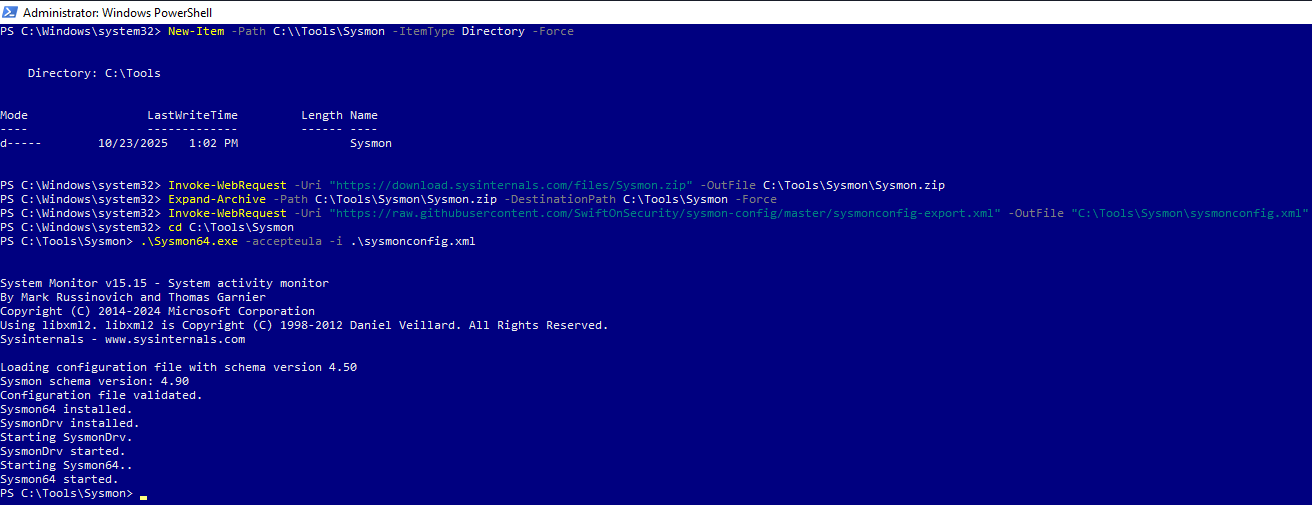 Administrator: Windows PowerShell
PS C:\Windows\system32> New-Item -Path C:\\Tools\Sysmon -ItemType Directory -Force
Directory: C:\Tools
Mode LastWriteTime Length Name
---- ------------- ------ ----
d----- 10/23/2025 1:02 PM Sysmon
PS C:\Windows\system32> Invoke-WebRequest -Uri "https://download.sysinternals.com/files/Sysmon.zip" -OutFile C:\Tools\Sysmon\Sysmon.zip
PS C:\Windows\system32> Expand-Archive -Path C:\Tools\Sysmon\Sysmon.zip -DestinationPath C:\Tools\Sysmon -Force
PS C:\Windows\system32> Invoke-WebRequest -Uri "https://raw.githubusercontent.com/SwiftOnSecurity/sysmon-config/master/sysmonconfig-export.xml" -OutFile "C:\Tools\Sysmon\sysmonconfig.xml"
PS C:\Windows\system32> cd C:\Tools\Sysmon
PS C:\Tools\Sysmon> .\Sysmon64.exe -accepteula -i .\sysmonconfig.xml
System Monitor v15.15 - System activity monitor
By Mark Russinovich and Thomas Garnier
Copyright (C) 2014-2024 Microsoft Corporation
Using libxml2. libxml2 is Copyright (C) 1998-2012 Daniel Veillard. All Rights Reserved.
Sysinternals - www.sysinternals.com
Loading configuration file with schema version 4.50
Sysmon schema version: 4.90
Configuration file validated.
Sysmon64 installed.
SysmonDrv installed.
Starting SysmonDrv.
SysmonDrv started.
Starting Sysmon64..
Sysmon64 started.
PS C:\Tools\Sysmon>